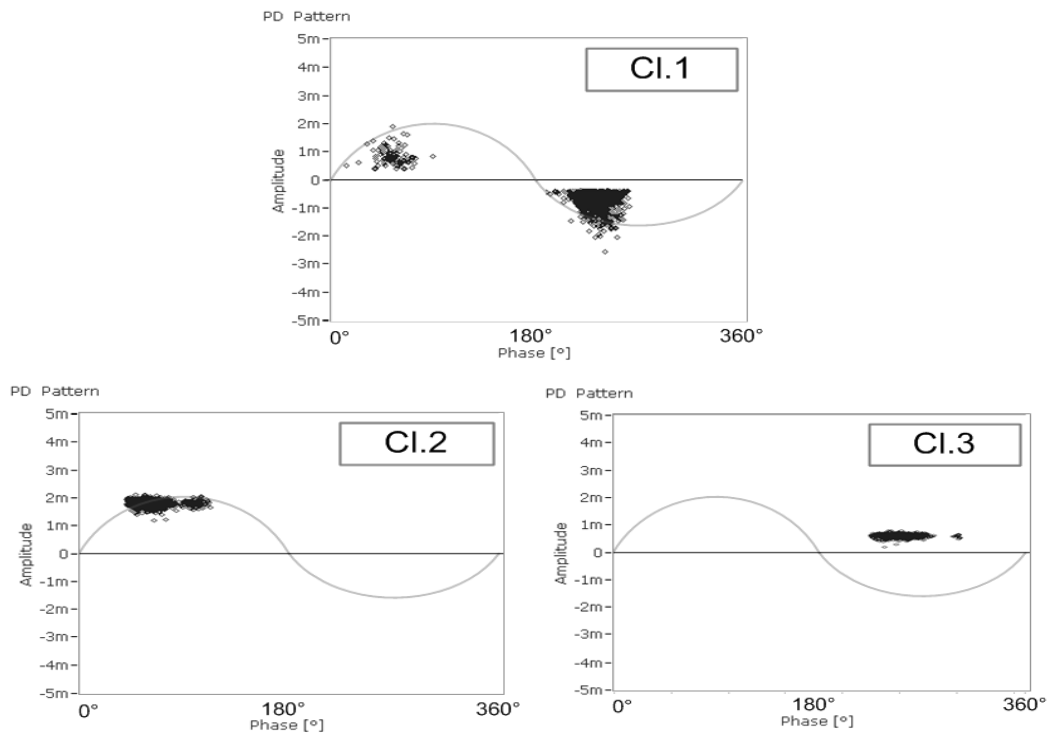 PD Pattern
Cl.1
5m
4m
3m
2m
1m
0
-1m
-2m
-3m
-4m
-5m
Amplitude
0° 180° 360°
Phase [°]
PD Pattern
Cl.2
5m
4m
3m
2m
1m
0
-1m
-2m
-3m
-4m
-5m
Amplitude
0° 180° 360°
Phase [°]
PD Pattern
Cl.3
5m
4m
3m
2m
1m
0
-1m
-2m
-3m
-4m
-5m
Amplitude
0° 180° 360°
Phase [°]